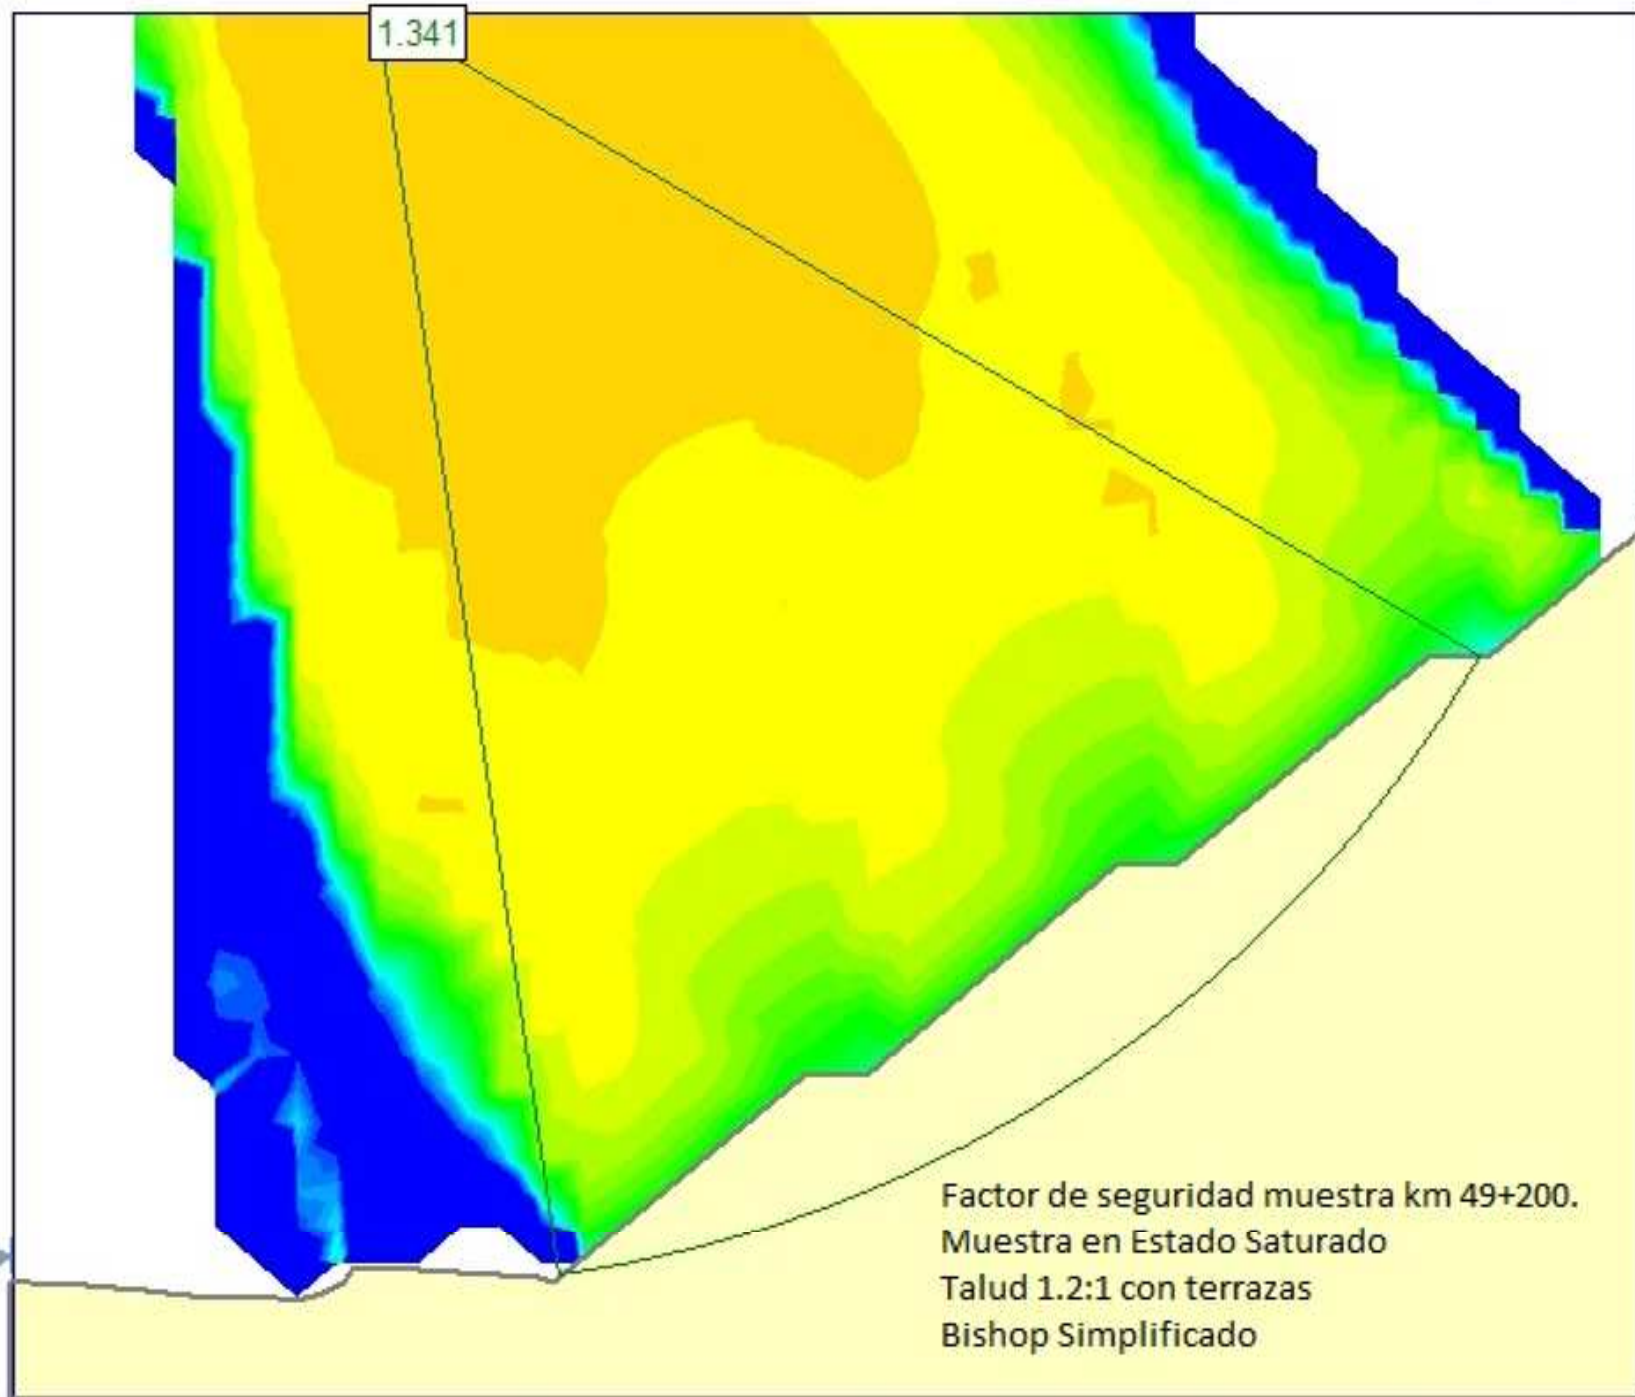 1.341
Factor de seguridad muestra km 49+200.
Muestra en Estado Saturado
Talud 1.2:1 con terrazas
Bishop Simplificado